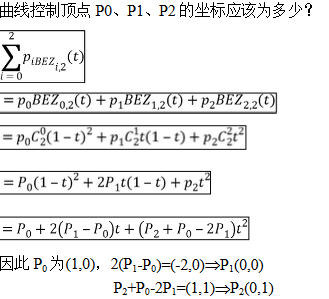 曲线控制顶点 P0、P1、P2 的坐标应该为多少？
$\sum_{i=0}^{2} p_{iBEZ_{i,2}}(t)$
$= p_0BEZ_{0,2}(t) + p_1BEZ_{1,2}(t) + p_2BEZ_{2,2}(t)$
$= p_0C_2^0(1-t)^2 + p_1C_2^1t(1-t) + p_2C_2^2t^2$
$= P_0(1-t)^2 + 2P_1t(1-t) + p_2t^2$
$= P_0 + 2(P_1 - P_0)t + (P_2 + P_0 - 2P_1)t^2$
因此 P₀为(1,0)，2(P₁-P₀)=(-2,0)⇒P₁(0,0)
P₂+P₀-2P₁=(1,1)⇒P₂(0,1)